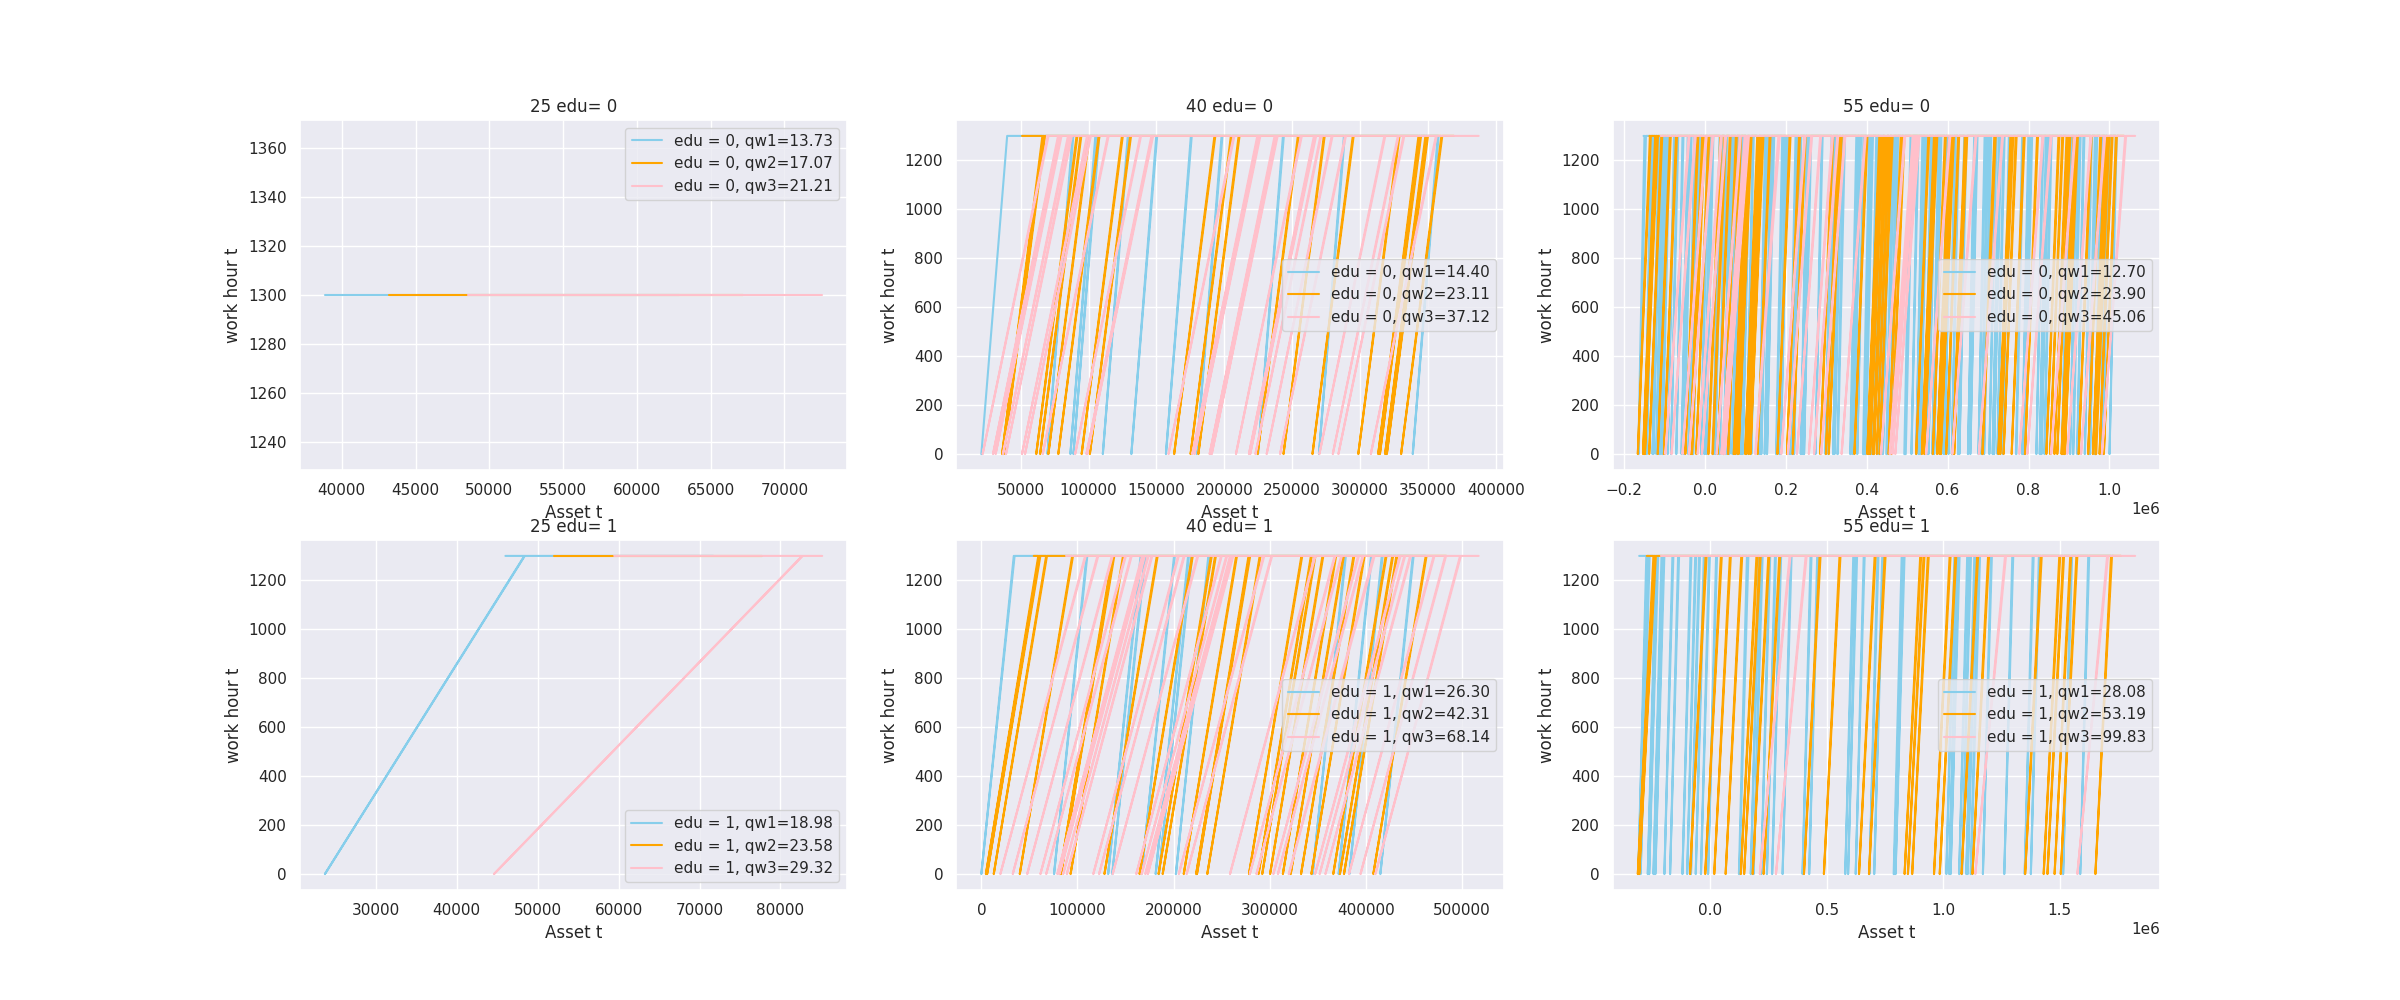 25 edu= 0
1360
1340
1320
1300
1280
1260
1240
work hour t
edu = 0, qw1=13.73
edu = 0, qw2=17.07
edu = 0, qw3=21.21
40000 45000 50000 55000 60000 65000 70000
Asset t
40 edu= 0
1200
1000
800
600
400
200
0
work hour t
edu = 0, qw1=14.40
edu = 0, qw2=23.11
edu = 0, qw3=37.12
50000 100000 150000 200000 250000 300000 350000 400000
Asset t
55 edu= 0
1200
1000
800
600
400
200
0
work hour t
edu = 0, qw1=12.70
edu = 0, qw2=23.90
edu = 0, qw3=45.06
−0.2 0.0 0.2 0.4 0.6 0.8 1.0
1e6
Asset t
25 edu= 1
1200
1000
800
600
400
200
0
work hour t
edu = 1, qw1=18.98
edu = 1, qw2=23.58
edu = 1, qw3=29.32
30000 40000 50000 60000 70000 80000
Asset t
40 edu= 1
1200
1000
800
600
400
200
0
work hour t
edu = 1, qw1=26.30
edu = 1, qw2=42.31
edu = 1, qw3=68.14
0 100000 200000 300000 400000 500000
Asset t
55 edu= 1
1200
1000
800
600
400
200
0
work hour t
edu = 1, qw1=28.08
edu = 1, qw2=53.19
edu = 1, qw3=99.83
0.0 0.5 1.0 1.5
1e6
Asset t